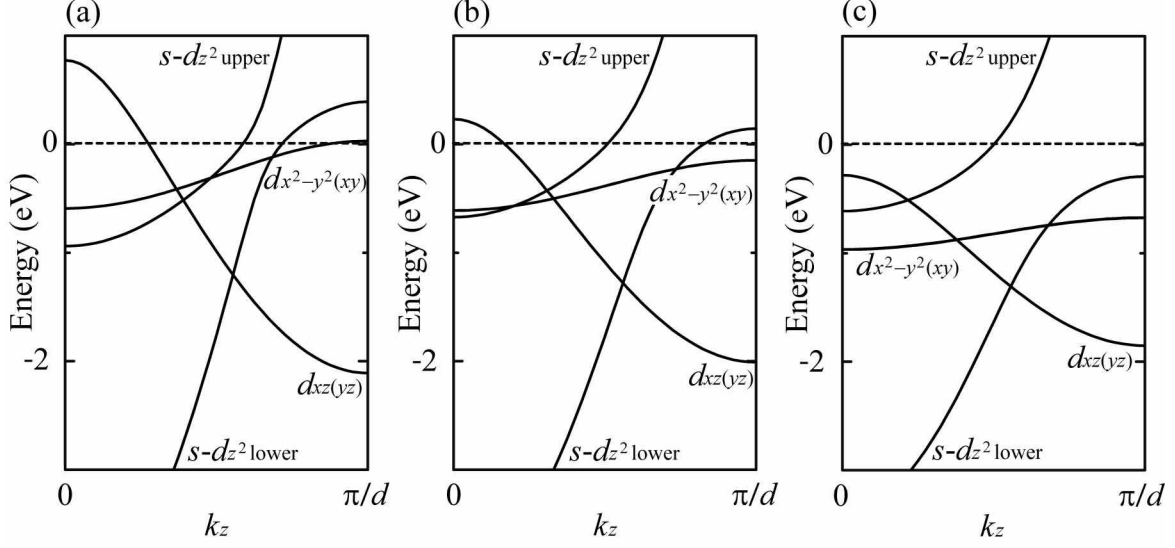 (a)
s-dz² upper
0
dx²-y²(xy)
Energy (eV)
-2
dxz(yz)
s-dz² lower
0
π/d
kz
(b)
s-dz² upper
0
dx²-y²(xy)
Energy (eV)
-2
dxz(yz)
s-dz² lower
0
π/d
kz
(c)
s-dz² upper
0
dx²-y²(xy)
Energy (eV)
-2
dxz(yz)
s-dz² lower
0
π/d
kz